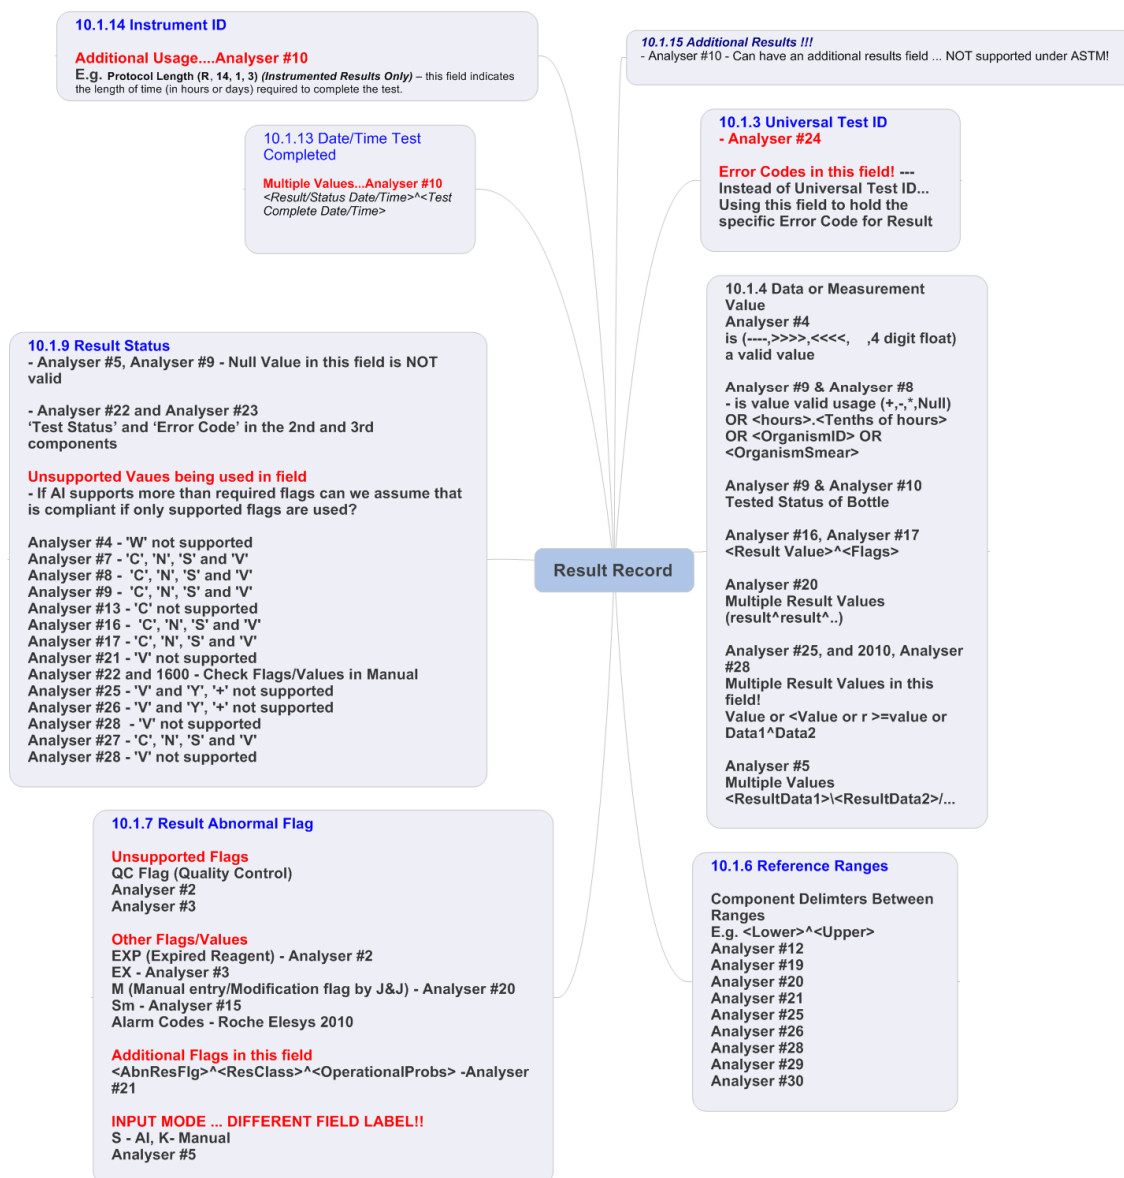 10.1.14 Instrument ID
Additional Usage....Analyser #10
E.g. Protocol Length (R, 14, 1, 3) (Instrumented Results Only) – this field indicates
the length of time (in hours or days) required to complete the test.
10.1.15 Additional Results !!!
- Analyser #10 - Can have an additional results field ... NOT supported under ASTM!
10.1.13 Date/Time Test
Completed
Multiple Values...Analyser #10
<Result/Status Date/Time>^<Test
Complete Date/Time>
10.1.3 Universal Test ID
- Analyser #24
Error Codes in this field! ---
Instead of Universal Test ID...
Using this field to hold the
specific Error Code for Result
10.1.9 Result Status
- Analyser #5, Analyser #9 - Null Value in this field is NOT
valid
- Analyser #22 and Analyser #23
‘Test Status’ and ‘Error Code’ in the 2nd and 3rd
components
Unsupported Vaues being used in field
- If AI supports more than required flags can we assume that
is compliant if only supported flags are used?
Analyser #4 - 'W' not supported
Analyser #7 - 'C', 'N', 'S' and 'V'
Analyser #8 -  'C', 'N', 'S' and 'V'
Analyser #9 -  'C', 'N', 'S' and 'V'
Analyser #13 - 'C' not supported
Analyser #16 -  'C', 'N', 'S' and 'V'
Analyser #17 - 'C', 'N', 'S' and 'V'
Analyser #21 - 'V' not supported
Analyser #22 and 1600 - Check Flags/Values in Manual
Analyser #25 - 'V' and 'Y', '+' not supported
Analyser #26 - 'V' and 'Y', '+' not supported
Analyser #28  - 'V' not supported
Analyser #27 - 'C', 'N', 'S' and 'V'
Analyser #28 - 'V' not supported
Result Record
10.1.4 Data or Measurement
Value
Analyser #4
is (----,>>>>,<<<<,    ,4 digit float)
a valid value
Analyser #9 & Analyser #8
- is value valid usage (+,-,*,Null)
OR <hours>.<Tenths of hours>
OR <OrganismID> OR
<OrganismSmear>
Analyser #9 & Analyser #10
Tested Status of Bottle
Analyser #16, Analyser #17
<Result Value>^<Flags>
Analyser #20
Multiple Result Values
(result^result^..)
Analyser #25, and 2010, Analyser
#28
Multiple Result Values in this
field!
Value or <Value or r >=value or
Data1^Data2
Analyser #5
Multiple Values
<ResultData1>\<ResultData2>/...
10.1.7 Result Abnormal Flag
Unsupported Flags
QC Flag (Quality Control)
Analyser #2
Analyser #3
Other Flags/Values
EXP (Expired Reagent) - Analyser #2
EX - Analyser #3
M (Manual entry/Modification flag by J&J) - Analyser #20
Sm - Analyser #15
Alarm Codes - Roche Elesys 2010
Additional Flags in this field
<AbnResFlg>^<ResClass>^<OperationalProbs> -Analyser
#21
INPUT MODE ... DIFFERENT FIELD LABEL!!
S - AI, K- Manual
Analyser #5
10.1.6 Reference Ranges
Component Delimters Between
Ranges
E.g. <Lower>^<Upper>
Analyser #12
Analyser #19
Analyser #20
Analyser #21
Analyser #25
Analyser #26
Analyser #28
Analyser #29
Analyser #30